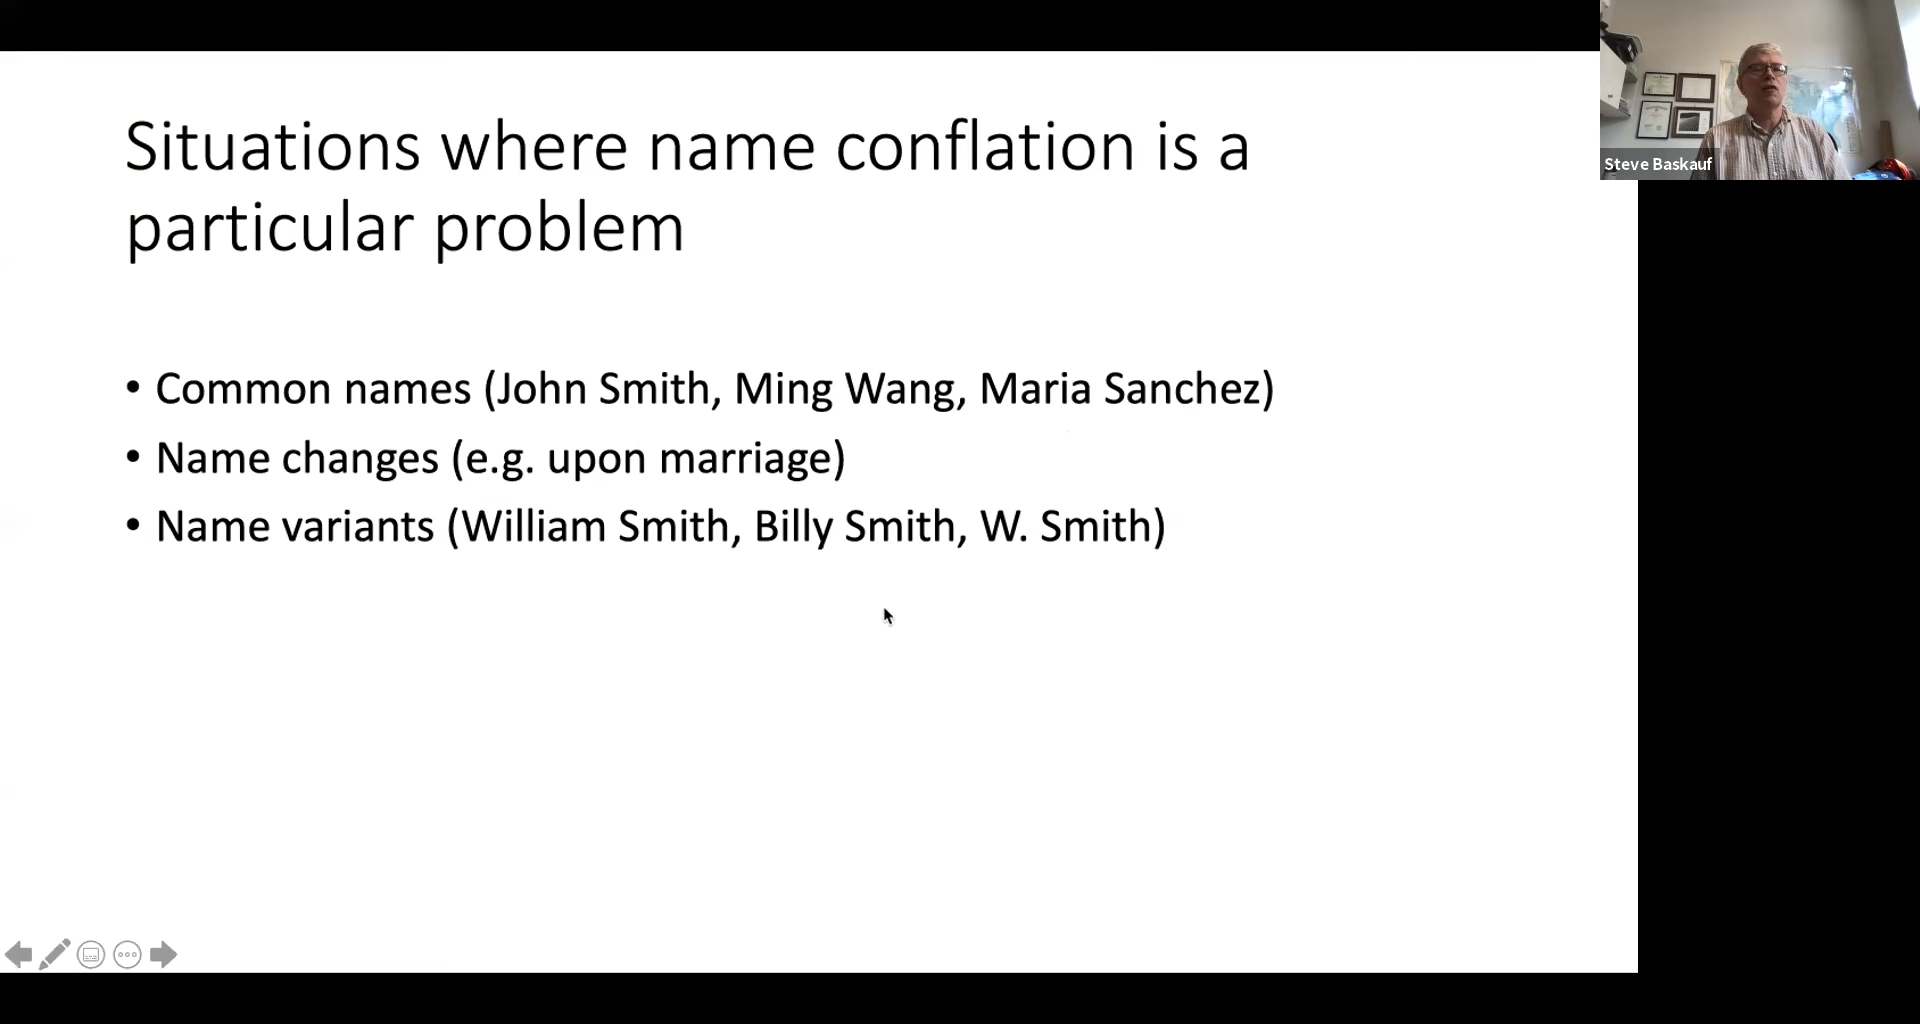 Situations where name conflation is a
particular problem
• Common names (John Smith, Ming Wang, Maria Sanchez)
• Name changes (e.g. upon marriage)
• Name variants (William Smith, Billy Smith, W. Smith)
Steve Baskauf